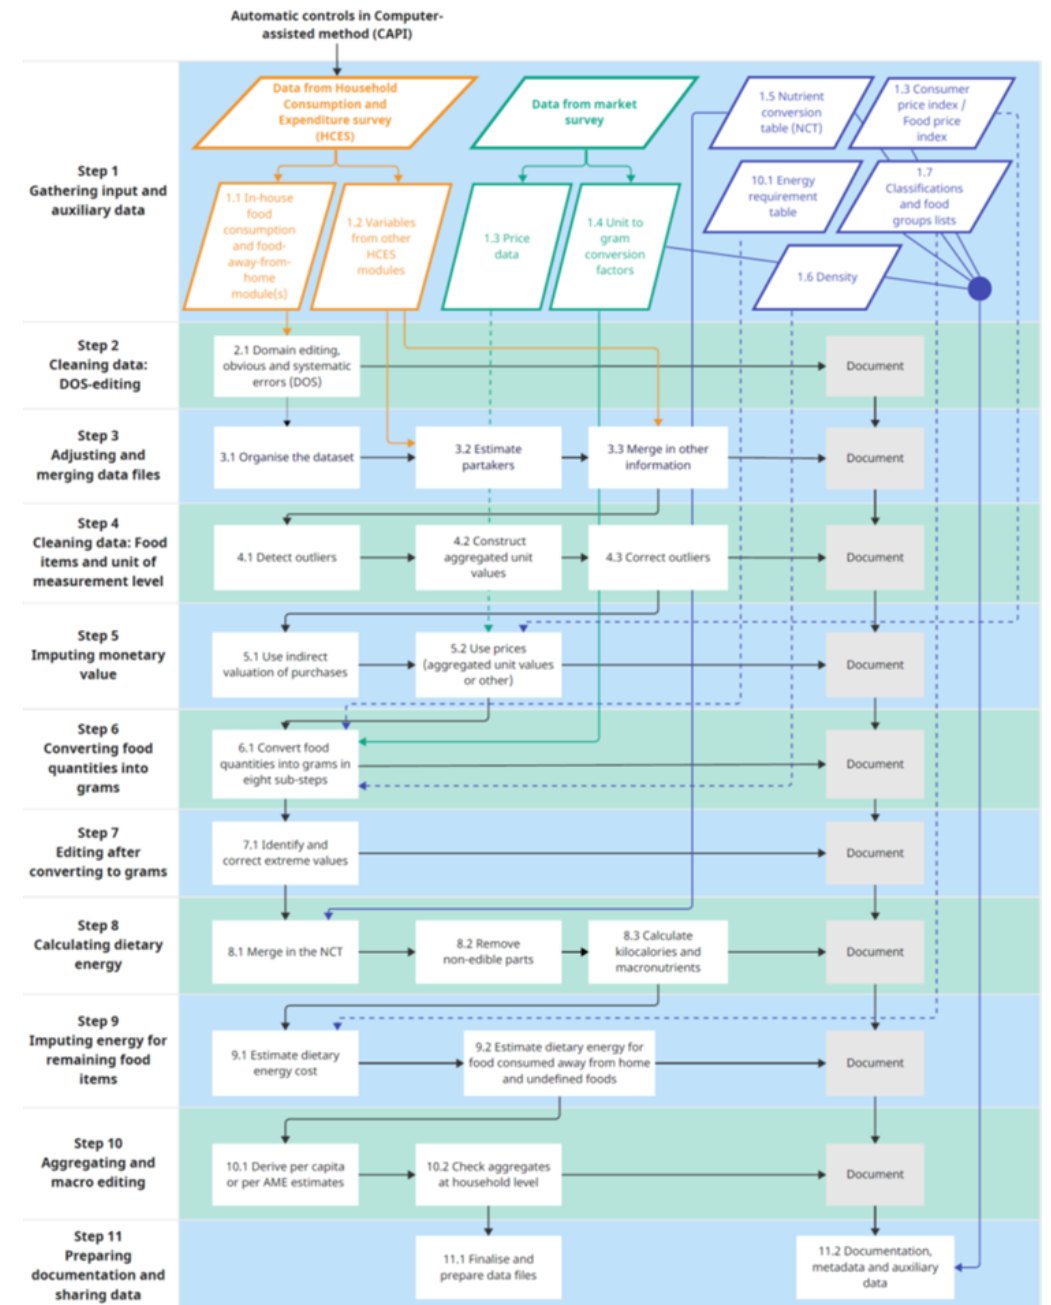 Automatic controls in Computer-
assisted method (CAPI)
Step 1
Gathering input and
auxiliary data
Data from Household
Consumption and
Expenditure survey
(HCES)
Data from market
survey
1.5 Nutrient
conversion
table (NCT)
1.3 Consumer
price index /
Food price
index
1.1 In-house
food
consumption
and food-
away-from-
home
module(s)
1.2 Variables
from other
HCES
modules
1.3 Price
data
1.4 Unit to
gram
conversion
factors
10.1 Energy
requirement
table
1.7
Classifications
and food
groups lists
1.6 Density
Step 2
Cleaning data:
DOS-editing
2.1 Domain editing,
obvious and systematic
errors (DOS)
Document
Step 3
Adjusting and
merging data files
3.1 Organise the dataset
3.2 Estimate
partakers
3.3 Merge in other
information
Document
Step 4
Cleaning data: Food
items and unit of
measurement level
4.1 Detect outliers
4.2 Construct
aggregated unit
values
4.3 Correct outliers
Document
Step 5
Imputing monetary
value
5.1 Use indirect
valuation of purchases
5.2 Use prices
(aggregated unit values
or other)
Document
Step 6
Converting food
quantities into
grams
6.1 Convert food
quantities into grams in
eight sub-steps
Document
Step 7
Editing after
converting to grams
7.1 Identify and
correct extreme values
Document
Step 8
Calculating dietary
energy
8.1 Merge in the NCT
8.2 Remove
non-edible parts
8.3 Calculate
kilocalories and
macronutrients
Document
Step 9
Imputing energy for
remaining food
items
9.1 Estimate dietary
energy cost
9.2 Estimate dietary energy for
food consumed away from home
and undefined foods
Document
Step 10
Aggregating and
macro editing
10.1 Derive per capita
or per AME estimates
10.2 Check aggregates
at household level
Document
Step 11
Preparing
documentation and
sharing data
11.1 Finalise and
prepare data files
11.2 Documentation,
metadata and auxiliary
data